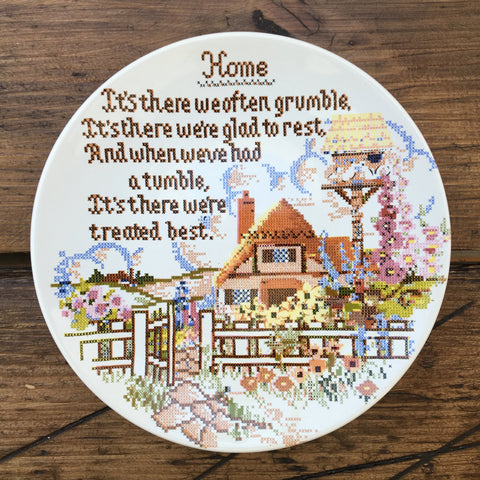 Home
It's there we often grumble,
It's there we're glad to rest,
And when we've had
a tumble,
It's there we're
treated best.